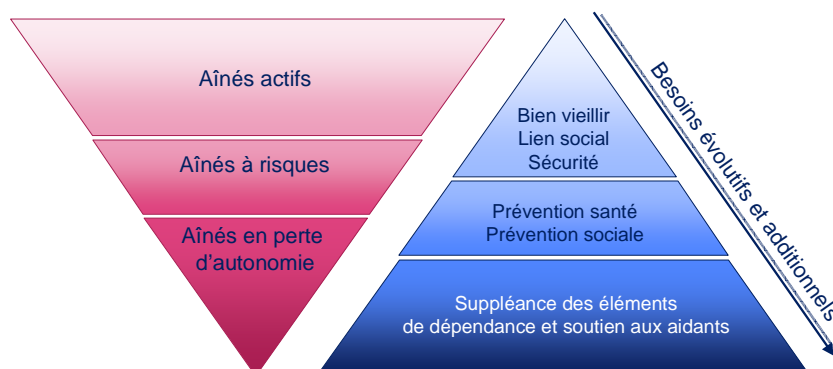 Aînés actifs
Aînés à risques
Aînés en perte
d’autonomie
Bien vieillir
Lien social
Sécurité
Prévention santé
Prévention sociale
Suppléance des éléments
de dépendance et soutien aux aidants
Besoins évolutifs et additionnels